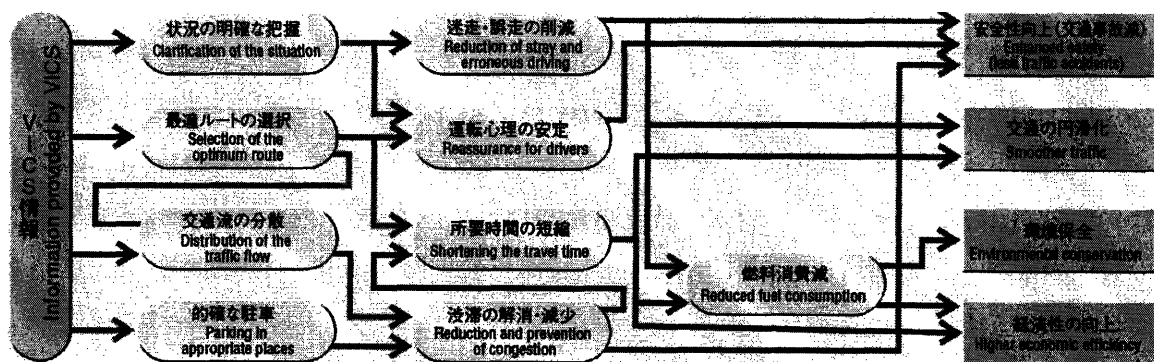 VICS情報
Information provided by VICS
状況の明確な把握
Clarification of the situation
最適ルートの選択
Selection of the
optimum route
交通流の分散
Distribution of the
traffic flow
的確な駐車
Parking in
appropriate places
迷走・誤走の削減
Reduction of stray and
erroneous driving
運転心理の安定
Reassurance for drivers
所要時間の短縮
Shortening the travel time
渋滞の解消・減少
Reduction and prevention
of congestion
燃料消費減
Reduced fuel consumption
安全性向上(交通事故減)
Enhanced safety
(less traffic accidents)
交通の円滑化
Smoother traffic
環境保全
Environmental conservation
経済性の向上
Higher economic efficiency